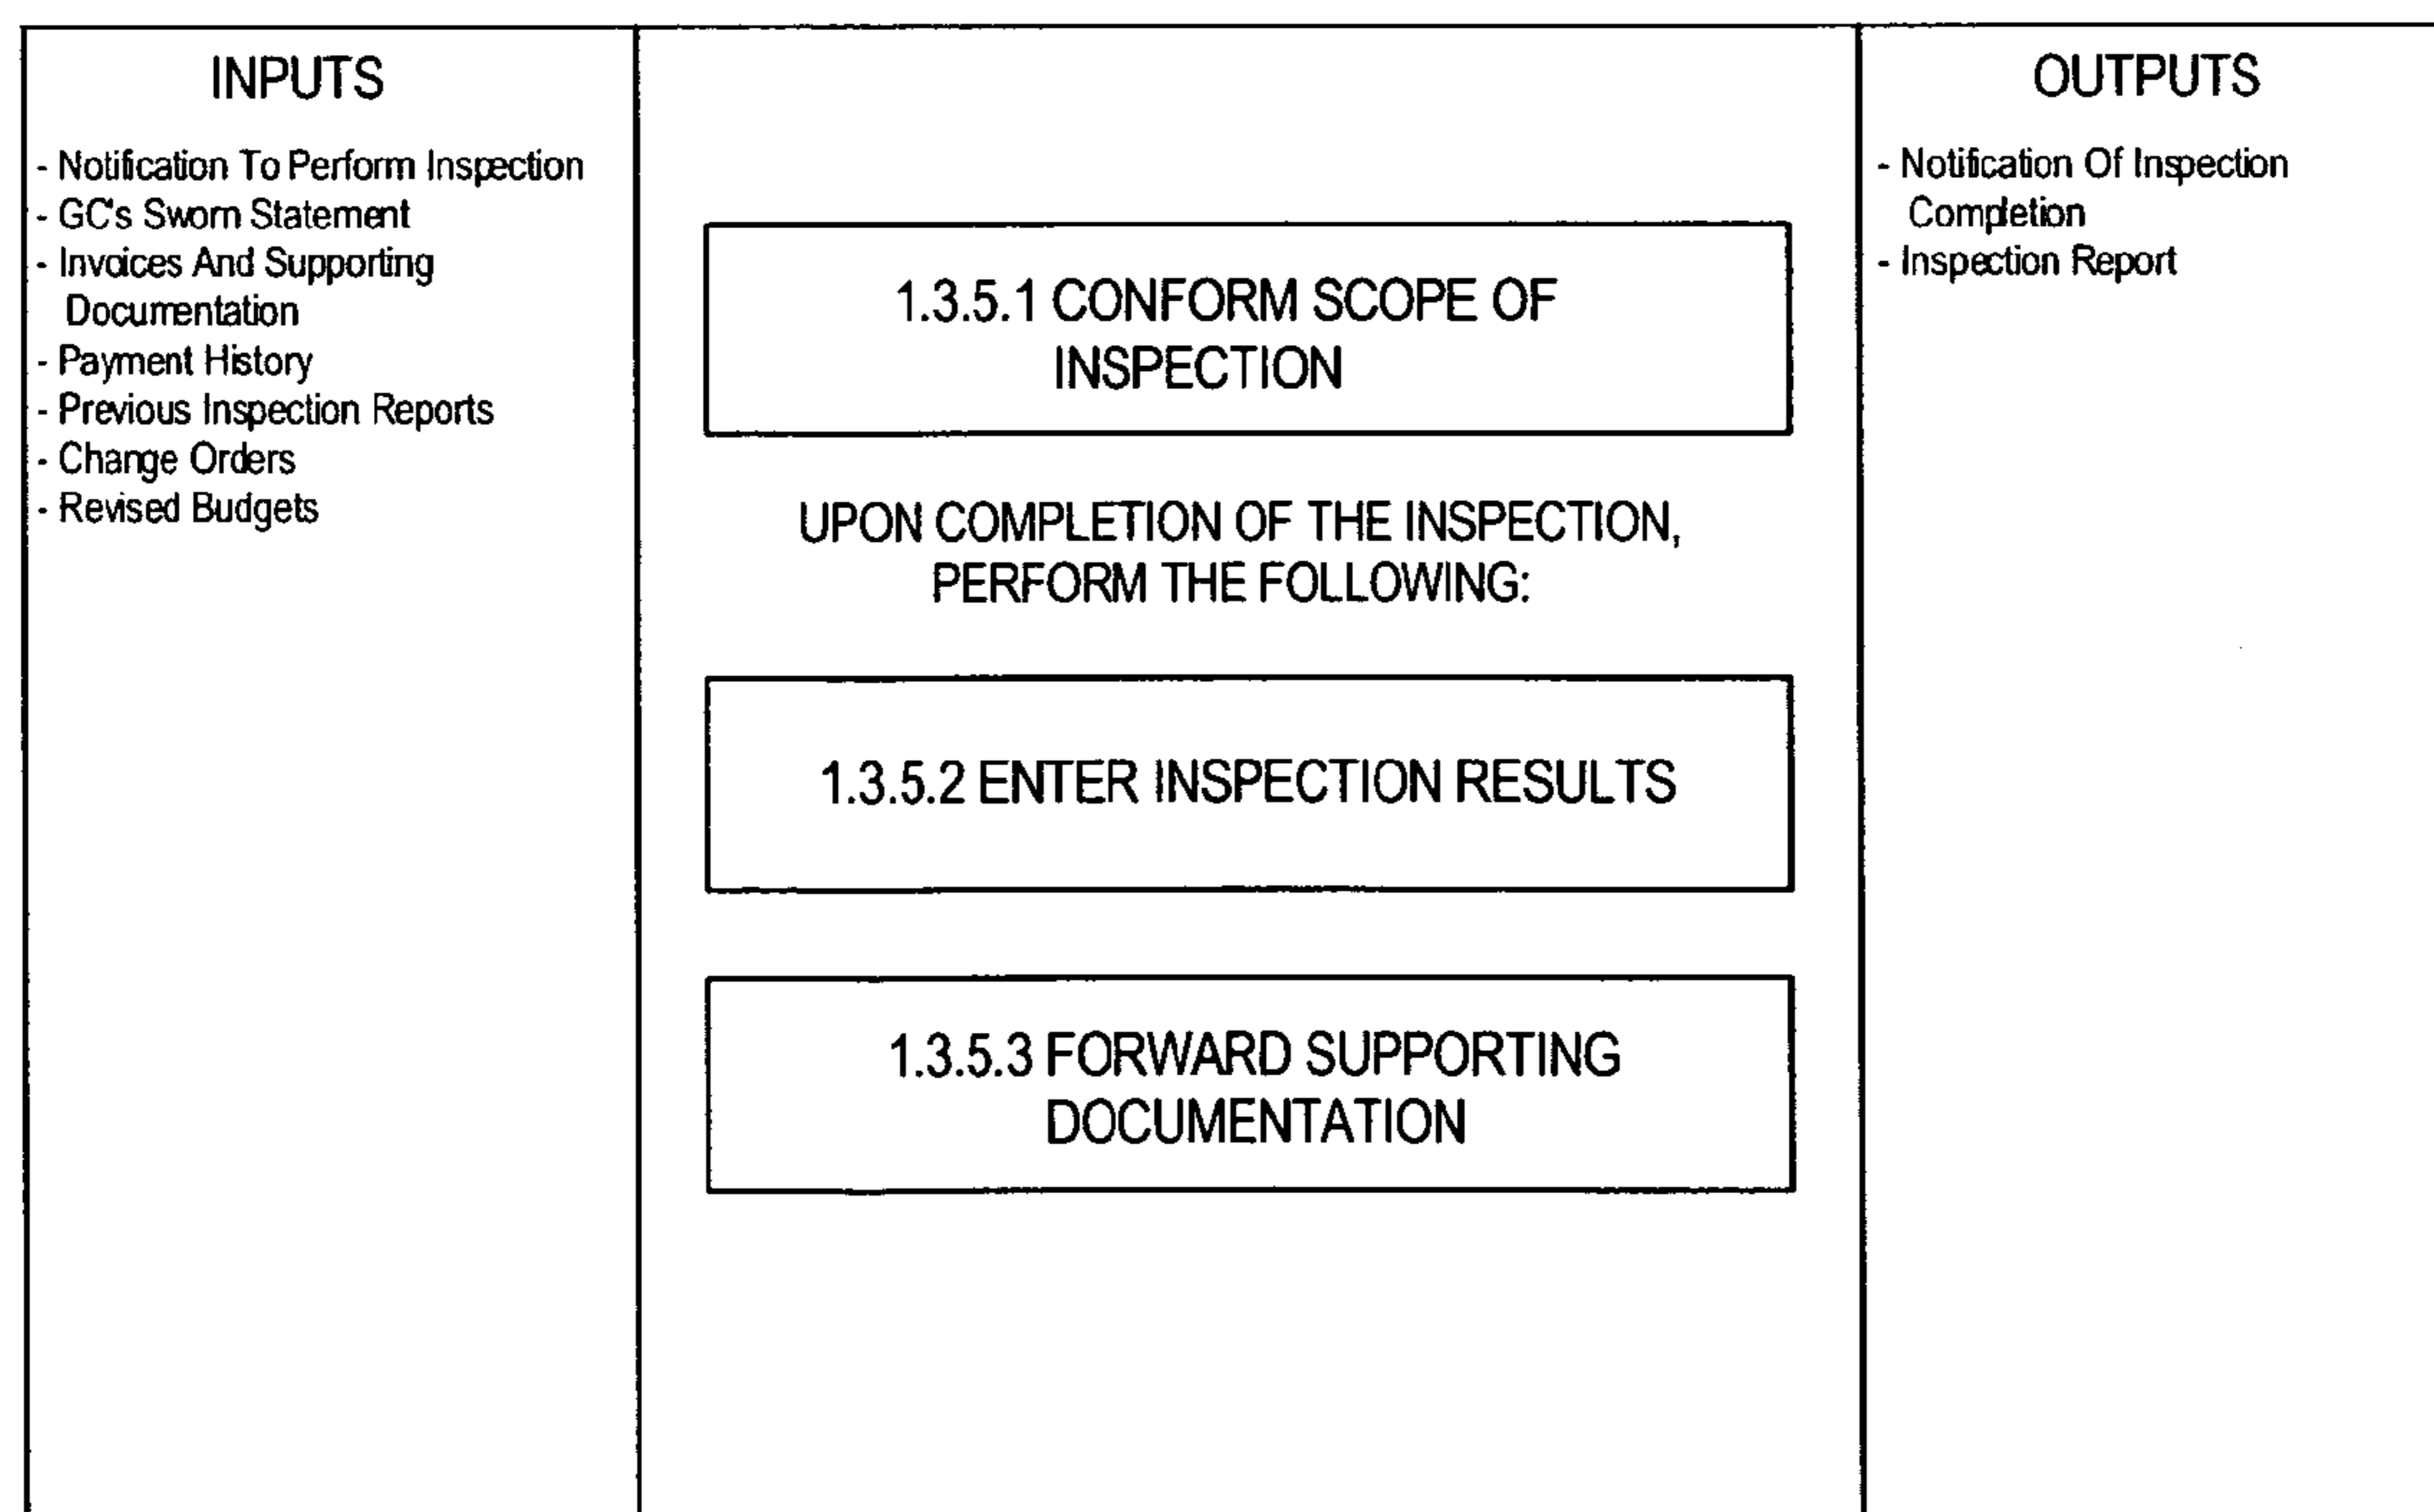 INPUTS
- Notification To Perform Inspection
- GC's Sworn Statement
- Invoices And Supporting
Documentation
- Payment History
- Previous Inspection Reports
- Change Orders
- Revised Budgets
1.3.5.1 CONFORM SCOPE OF
INSPECTION
UPON COMPLETION OF THE INSPECTION,
PERFORM THE FOLLOWING:
1.3.5.2 ENTER INSPECTION RESULTS
1.3.5.3 FORWARD SUPPORTING
DOCUMENTATION
OUTPUTS
- Notification Of Inspection
Completion
- Inspection Report